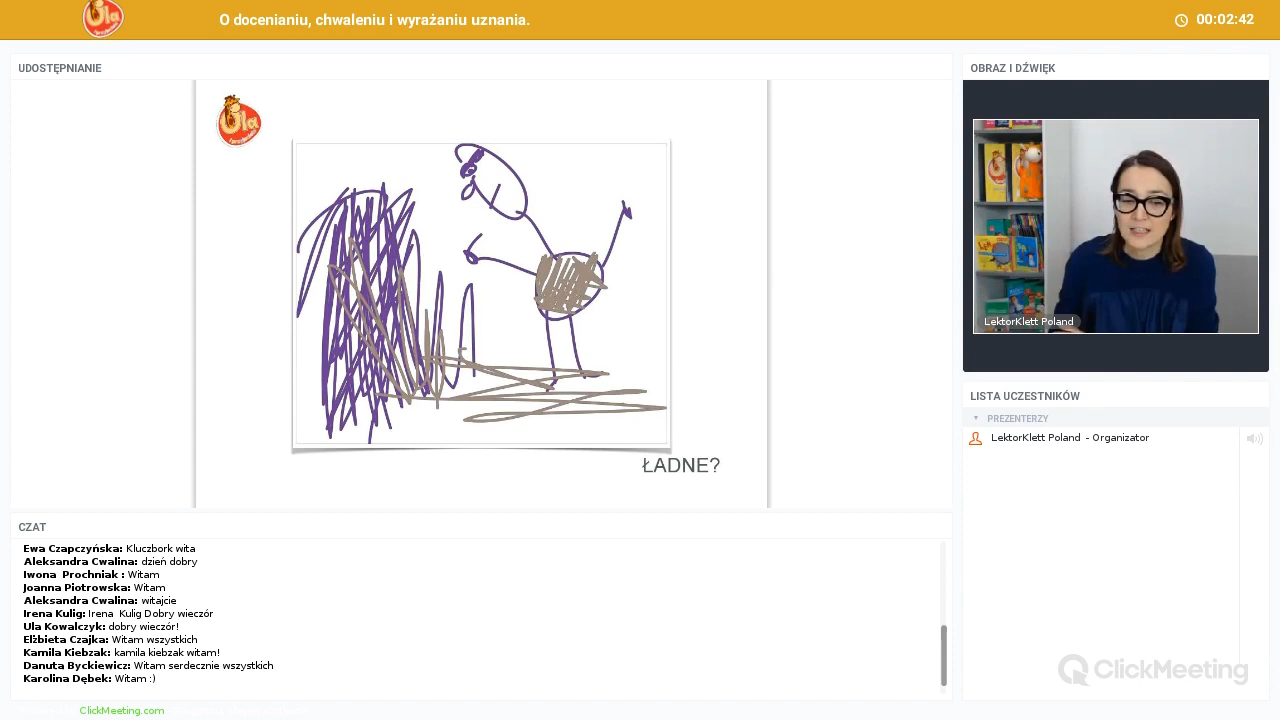 Ula
O docenianiu, chwaleniu i wyrażaniu uznania.
00:02:42
UDOSTĘPNIANIE
Ula
ŁADNE?
OBRAZ I DŹWIĘK
LektorKlett Poland
LISTA UCZESTNIKÓW
PREZENTERZY
LektorKlett Poland - Organizator
CZAT
Ewa Czapczyńska: Kluczbork wita
Aleksandra Cwalina: dzień dobry
Iwona Prochniak : Witam
Joanna Piotrowska: Witam
Aleksandra Cwalina: witajcie
Irena Kulig: Irena Kulig Dobry wieczór
Ula Kowalczyk: dobry wieczór!
Elżbieta Czajka: Witam wszystkich
Kamila Kiebzak: kamila kiebzak witam!
Danuta Byckiewicz: Witam serdecznie wszystkich
Karolina Dębek: Witam :)
ClickMeeting
ClickMeeting.com